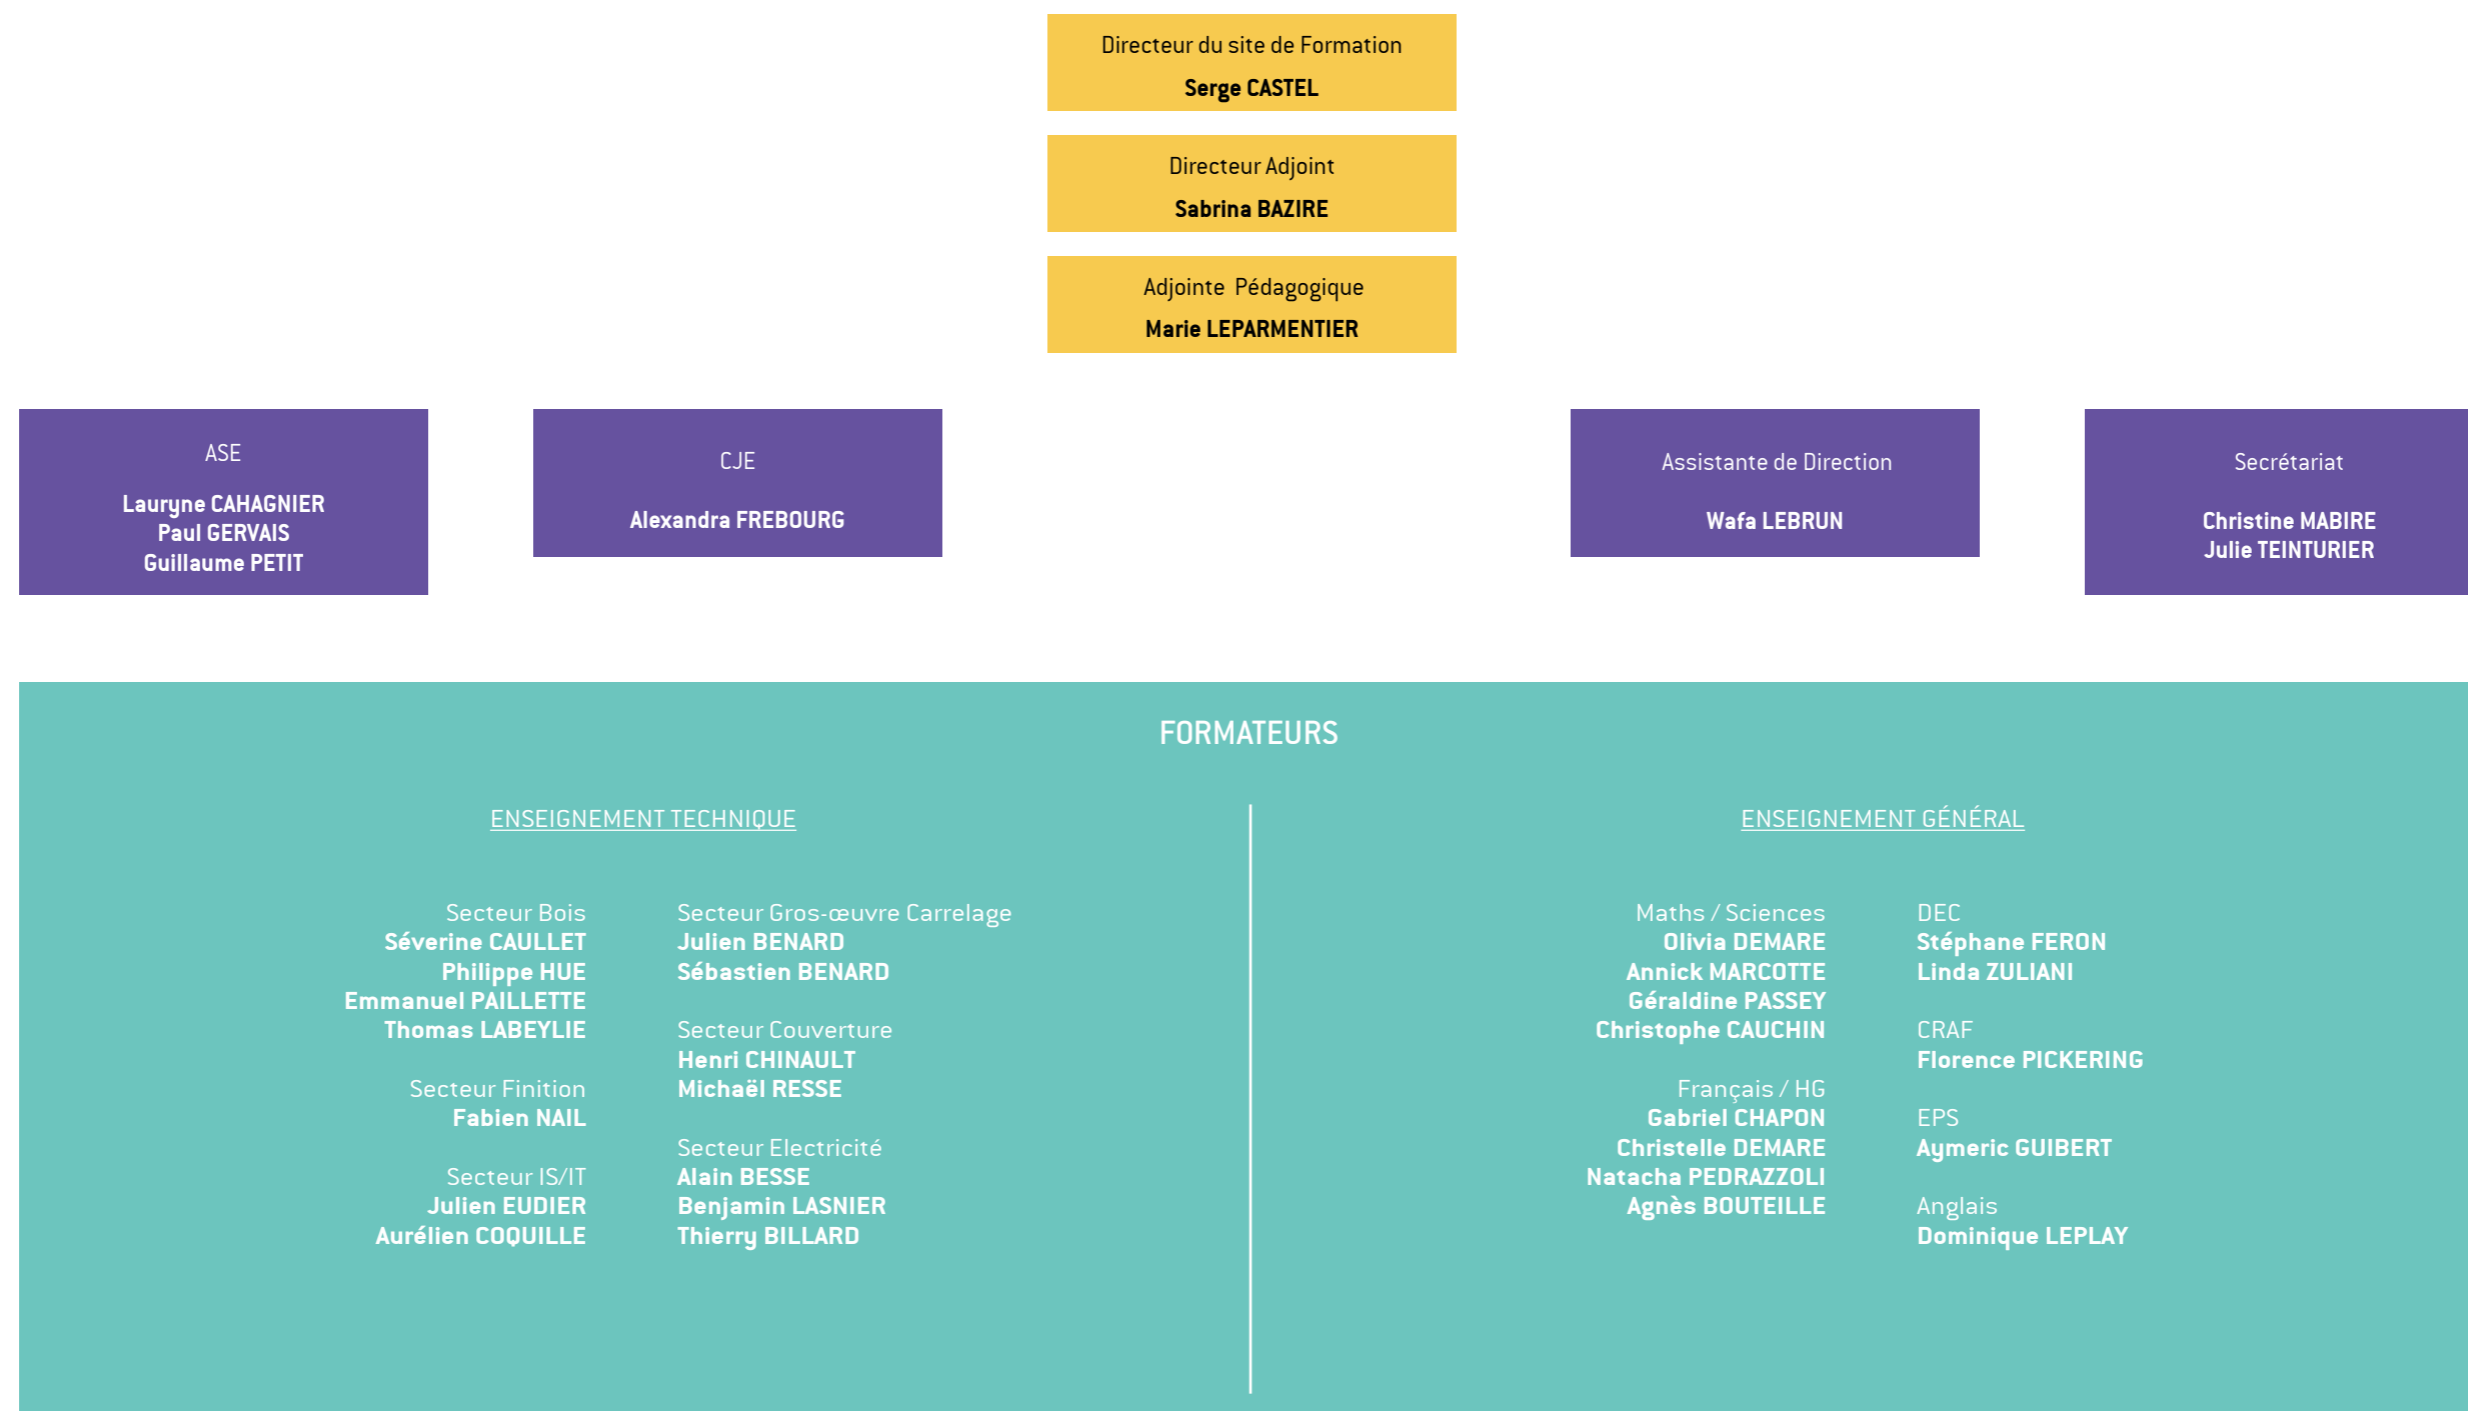 Directeur du site de Formation
Serge CASTEL
Directeur Adjoint
Sabrina BAZIRE
Adjointe Pédagogique
Marie LEPARMENTIER
ASE
Lauryne CAHAGNIER
Paul GERVAIS
Guillaume PETIT
CJE
Alexandra FREBOURG
Assistante de Direction
Wafa LEBRUN
Secrétariat
Christine MABIRE
Julie TEINTURIER
FORMATEURS
ENSEIGNEMENT TECHNIQUE
Secteur Bois
Séverine CAULLET
Philippe HUE
Emmanuel PAILLETTE
Thomas LABEYLIE
Secteur Finition
Fabien NAIL
Secteur IS/IT
Julien EUDIER
Aurélien COQUILLE
Secteur Gros-œuvre Carrelage
Julien BENARD
Sébastien BENARD
Secteur Couverture
Henri CHINAULT
Michaël RESSE
Secteur Electricité
Alain BESSE
Benjamin LASNIER
Thierry BILLARD
ENSEIGNEMENT GÉNÉRAL
Maths / Sciences
Olivia DEMARE
Annick MARCOTTE
Géraldine PASSEY
Christophe CAUCHIN
Français / HG
Gabriel CHAPON
Christelle DEMARE
Natacha PEDRAZZOLI
Agnès BOUTEILLE
DEC
Stéphane FERON
Linda ZULIANI
CRAF
Florence PICKERING
EPS
Aymeric GUIBERT
Anglais
Dominique LEPLAY